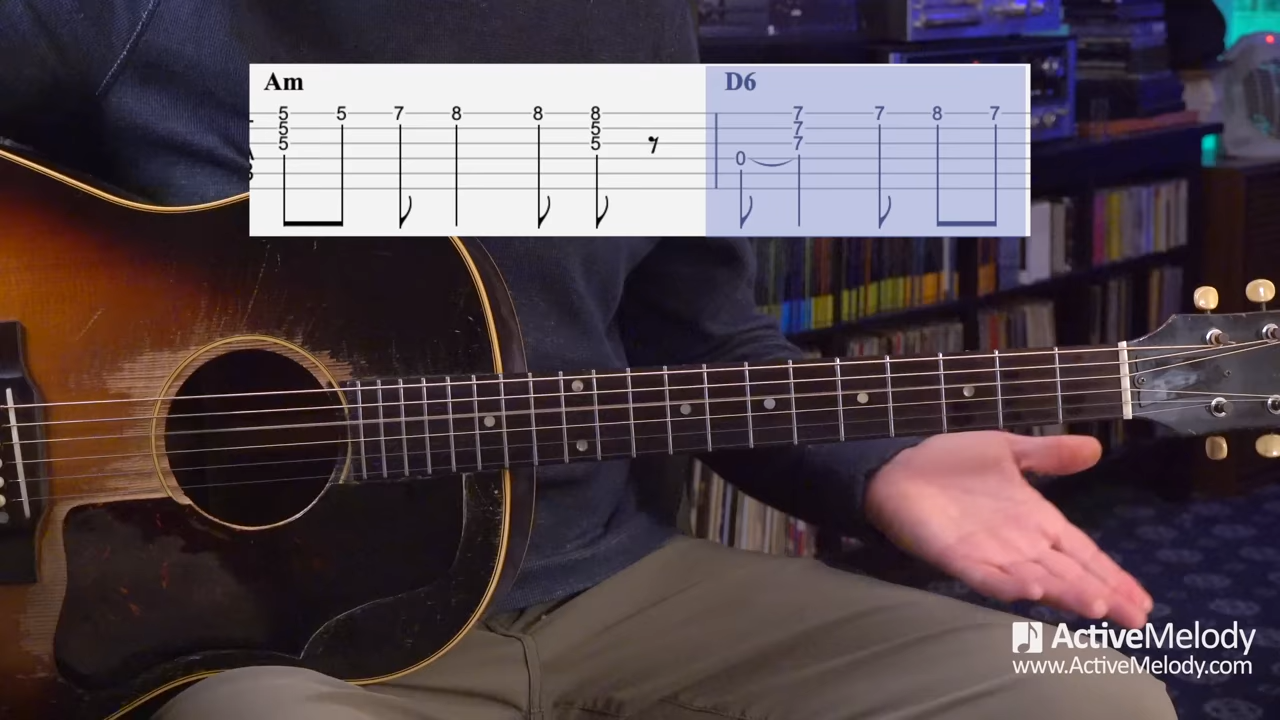 Am D6
5 5 7 8 8 8 7 7 8 7
5 5 7
5 5 7
0
ActiveMelody
www.ActiveMelody.com